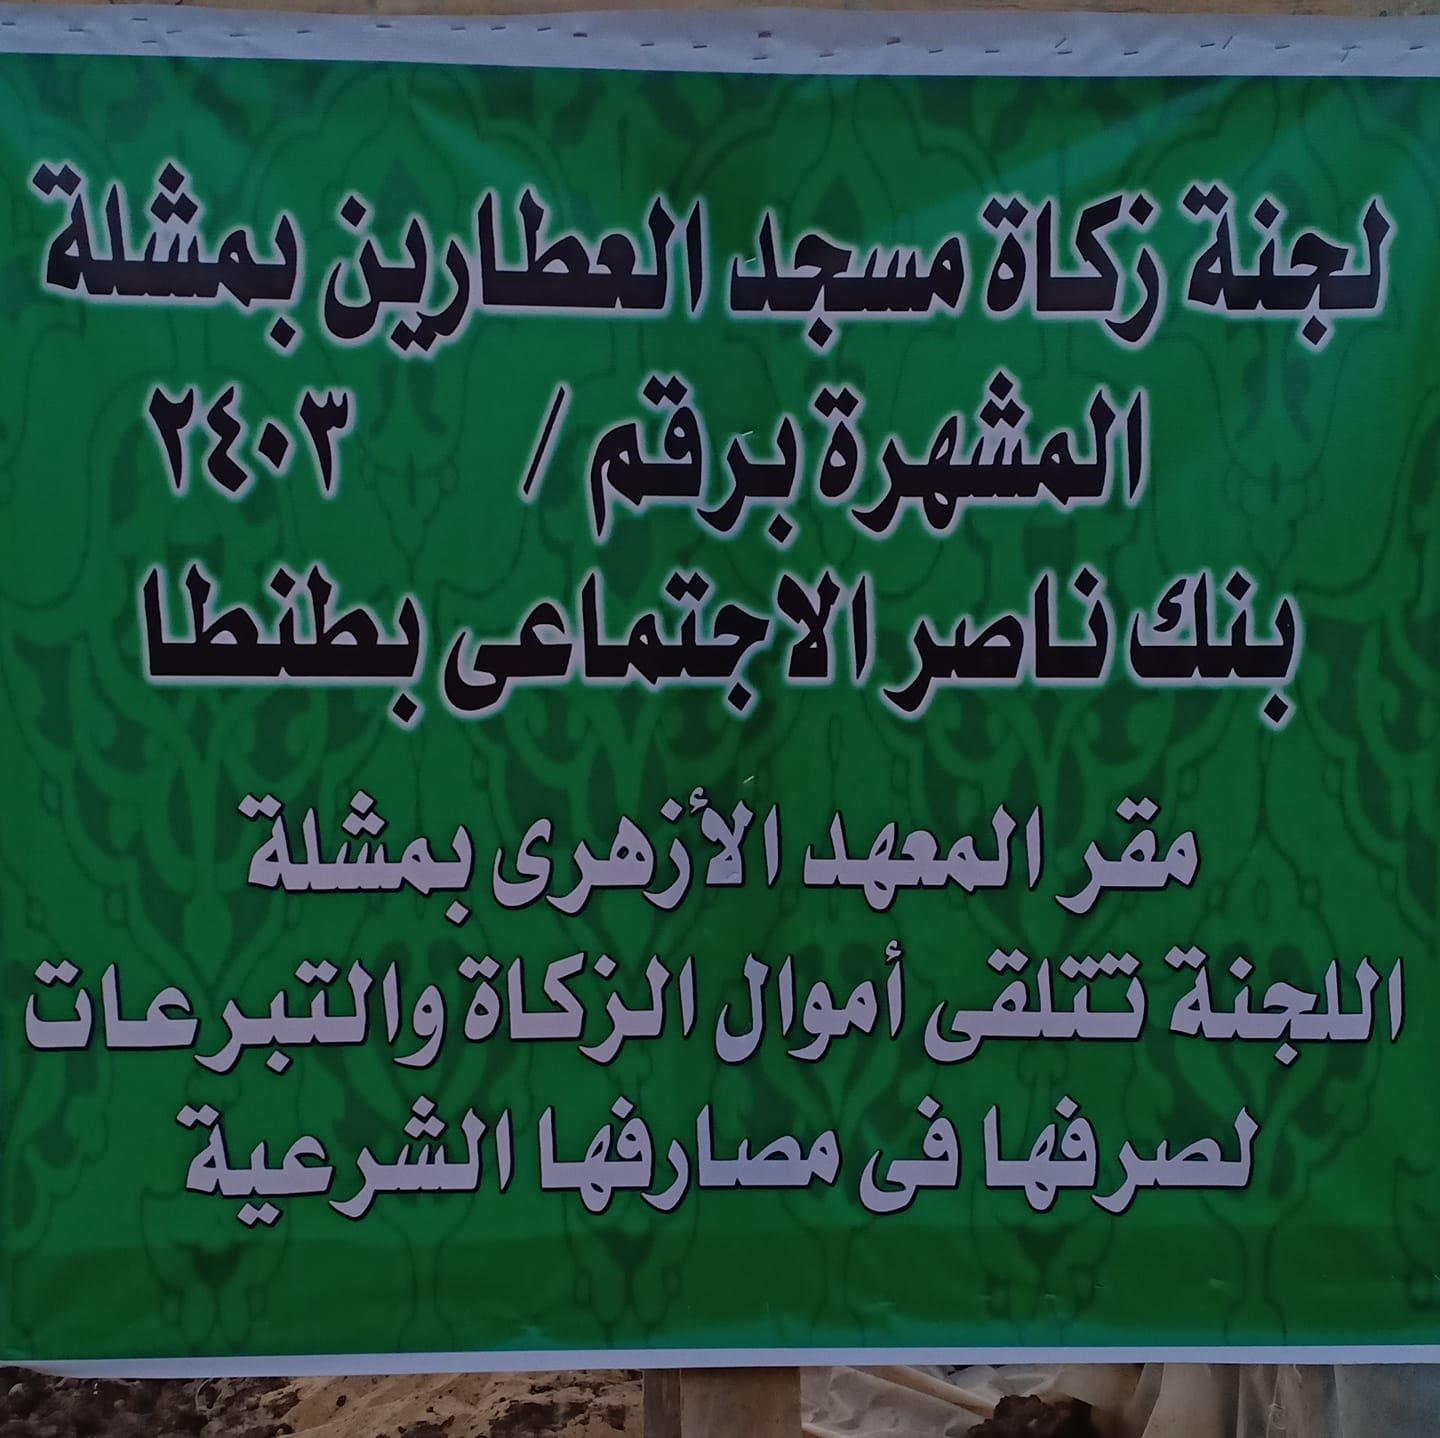 لجنة زكاة مسجد العطارين بمشلة
المشهرة برقم / ٢٤٠٣
بنك ناصر الاجتماعى بطنطا
مقر المعهد الأزهرى بمشلة
اللجنة تتلقى أموال الزكاة والتبرعات
لصرفها فى مصارفها الشرعية